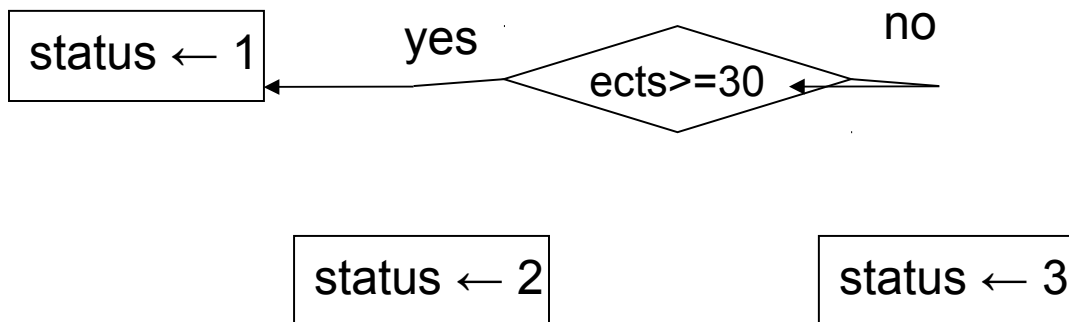 status ← 1
yes
ects>=30
no
status ← 2
status ← 3